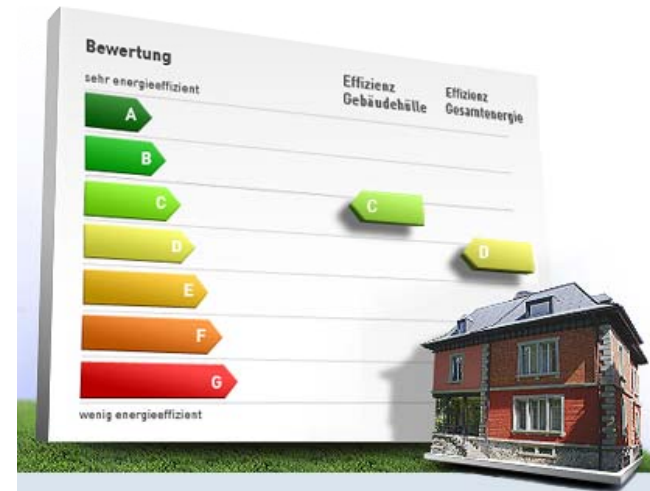 Bewertung
sehr energieeffizient
Effizienz
Gebäudehülle
Effizienz
Gesamtenergie
A
B
C
C
D
D
E
F
G
wenig energieeffizient